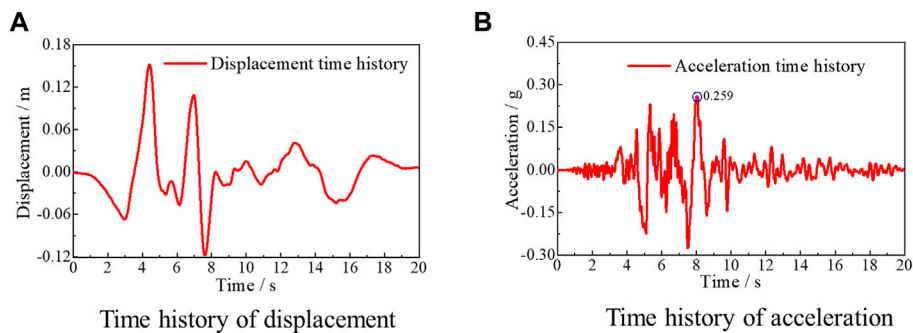 A
0.18
0.12
0.06
0.00
-0.06
-0.12
Displacement / m
Displacement time history
0 2 4 6 8 10 12 14 16 18 20
Time / s
Time history of displacement
B
0.45
0.30
0.15
0.00
-0.15
-0.30
Acceleration / g
Acceleration time history
0.259
0 2 4 6 8 10 12 14 16 18 20
Time / s
Time history of acceleration